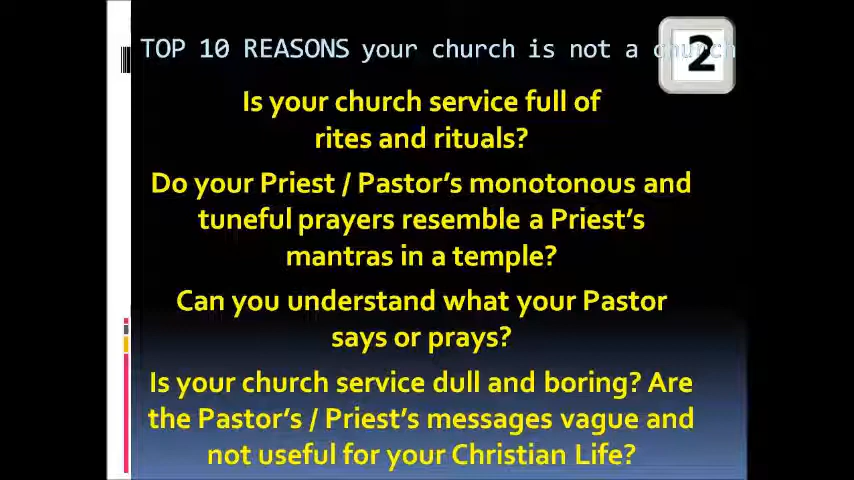 TOP 10 REASONS your church is not a church
2
Is your church service full of
rites and rituals?
Do your Priest / Pastor's monotonous and
tuneful prayers resemble a Priest's
mantras in a temple?
Can you understand what your Pastor
says or prays?
Is your church service dull and boring? Are
the Pastor's / Priest's messages vague and
not useful for your Christian Life?